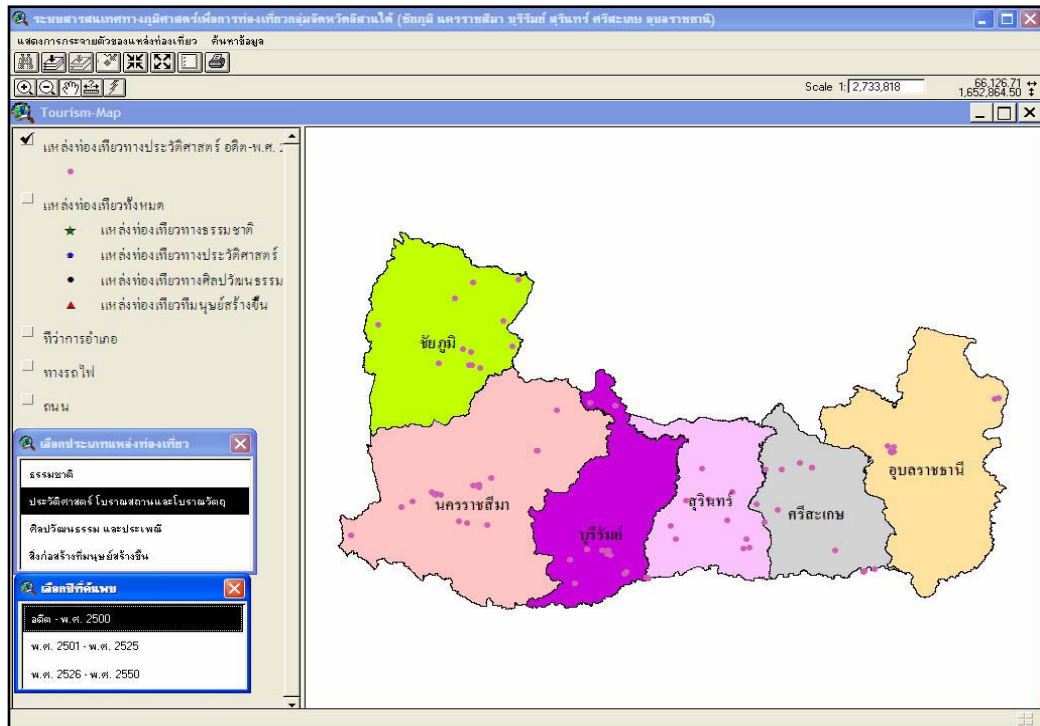 ระบบสารสนเทศทางภูมิศาสตร์เพื่อการท่องเที่ยวกลุ่มจังหวัดอีสานใต้ (ชัยภูมิ นครราชสีมา บุรีรัมย์ สุรินทร์ ศรีสะเกษ อุบลราชธานี)
แสดงการกระจายตัวของแหล่งท่องเที่ยว ค้นหาข้อมูล
Scale 1: 2,733,818
66,126.71
1,652,864.50
Tourism-Map
แหล่งท่องเที่ยวทางประวัติศาสตร์ อดีต-พ.ศ. 2
แหล่งท่องเที่ยวทั้งหมด
แหล่งท่องเที่ยวทางธรรมชาติ
แหล่งท่องเที่ยวทางประวัติศาสตร์
แหล่งท่องเที่ยวทางศิลปวัฒนธรรม
แหล่งท่องเที่ยวที่มนุษย์สร้างขึ้น
ที่ว่าการอำเภอ
ทางรถไฟ
ถนน
เลือกประเภทแหล่งท่องเที่ยว
ธรรมชาติ
ประวัติศาสตร์ โบราณสถานและโบราณวัตถุ
ศิลปวัฒนธรรม และประเพณี
สิ่งก่อสร้างที่มนุษย์สร้างขึ้น
เลือกปีที่ค้นพบ
อดีต - พ.ศ. 2500
พ.ศ. 2501 - พ.ศ. 2525
พ.ศ. 2526 - พ.ศ. 2550
ชัยภูมิ
นครราชสีมา
บุรีรัมย์
สุรินทร์
ศรีสะเกษ
อุบลราชธานี